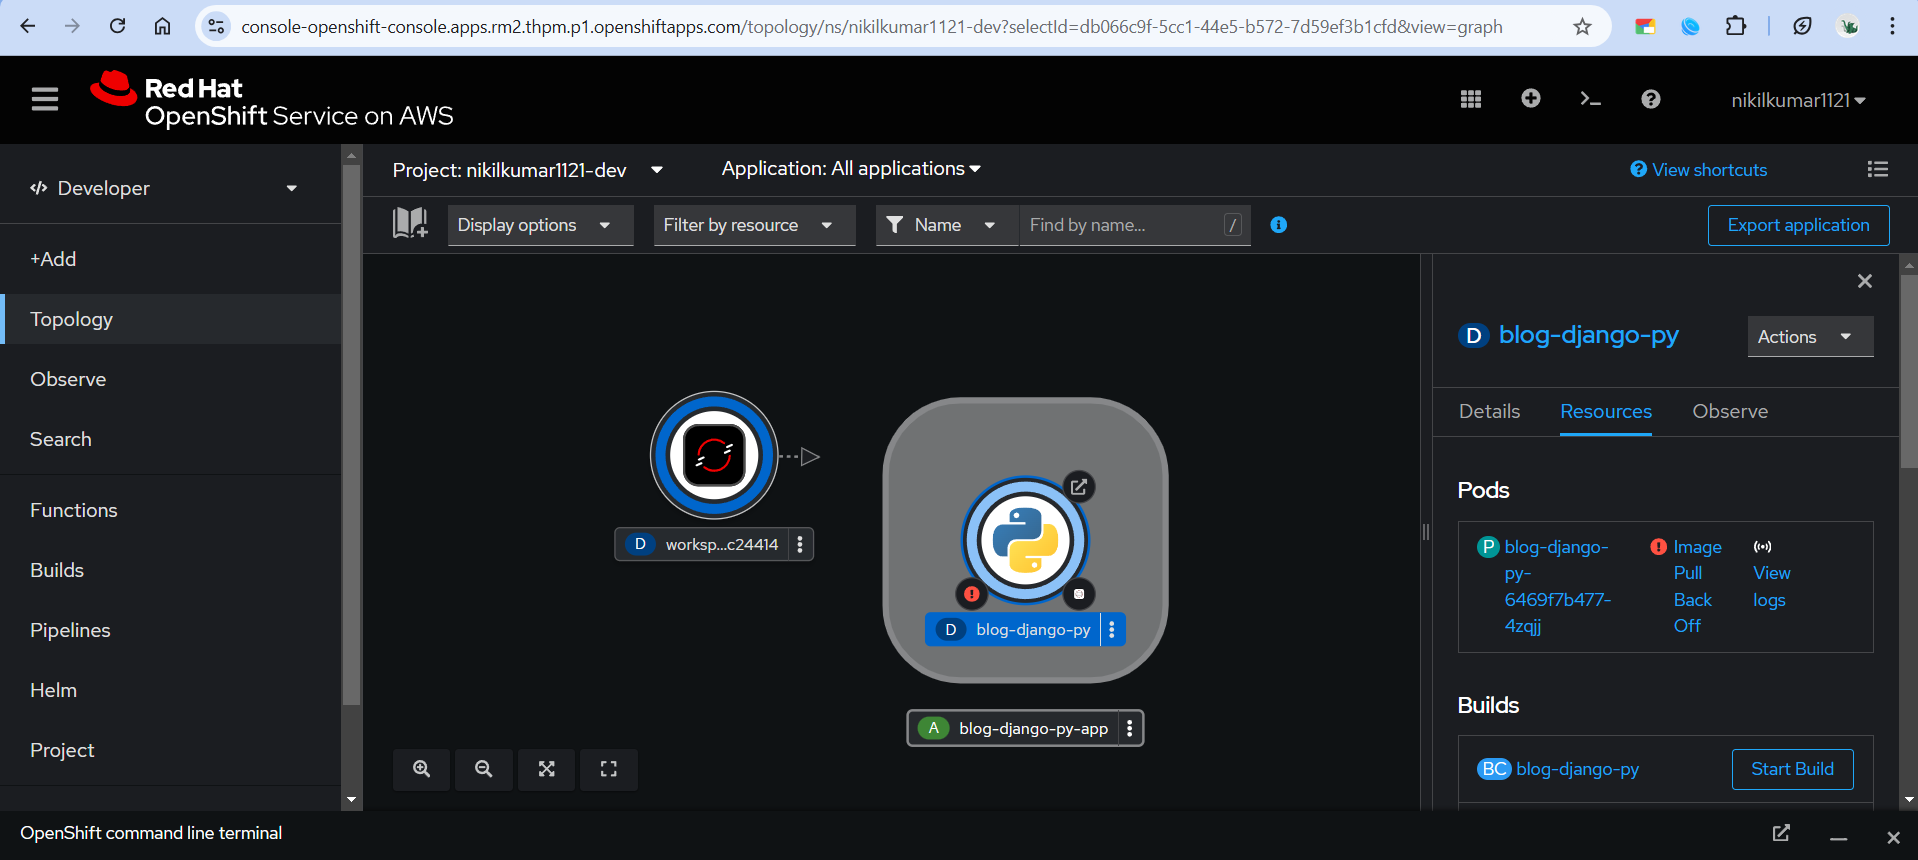 console-openshift-console.apps.rm2.thpm.p1.openshiftapps.com/topology/ns/nikilkumar1121-dev?selectId=db066c9f-5cc1-44e5-b572-7d59ef3b1cfd&view=graph
Red Hat
OpenShift Service on AWS
nikilkumar1121
Developer
Project: nikilkumar1121-dev
Application: All applications
View shortcuts
Display options
Filter by resource
Name
Find by name...
/
Export application
+Add
Topology
Observe
Search
Functions
Builds
Pipelines
Helm
Project
D worksp...c24414
D blog-django-py
A blog-django-py-app
D blog-django-py
Actions
Details
Resources
Observe
Pods
P blog-django-
py-
6469f7b477-
4zqjj
Image
Pull
Back
Off
View
logs
Builds
BC blog-django-py
Start Build
OpenShift command line terminal